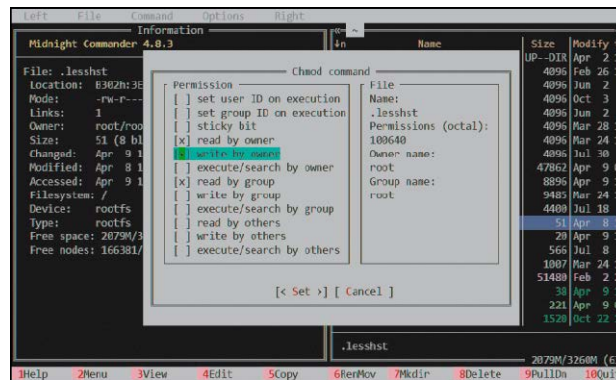 Left File Command Options Right
Information
Midnight Commander 4.8.3
File: .lesshst
Location:
Mode: -rw-r---
Links: 1
Owner: root/roo
Size: 51 (8 bl
Changed: Apr 9 1
Modified: Apr 8 1
Accessed: Apr 9 1
Filesystem: /
Device: rootfs
Type: rootfs
Free space: 2079M/3
Free nodes: 166381/
Chmod command
Permission
[ ] set user ID on execution
[ ] set group ID on execution
[ ] sticky bit
[x] read by owner
write by owner
[ ] execute/search by owner
[x] read by group
[ ] write by group
[ ] execute/search by group
[ ] read by others
[ ] write by others
[ ] execute/search by others
File
Name:
.lesshst
Permissions (octal):
100640
Owner name:
root
Group name:
root
[< Set >] [ Cancel ]
« ~
↓n Name Size Modify
UP--DIR Apr 2
4096 Feb 26
4096 Jun 2
4096 Oct 3
4096 Jun 2
4096 Mar 28
4096 Mar 24
4096 Jul 30
47862 Apr 9
8896 Apr 9
9485 Mar 24
4400 Jul 18
51 Apr 8
20 Apr 9
566 Jul 8
1007 Mar 24
51480 Feb 2
38 Apr 9
221 Apr 9
1520 Oct 22
.lesshst
2079M/3260M (6
1Help 2Menu 3View 4Edit 5Copy 6RenMov 7Mkdir 8Delete 9PullDn 10Qui